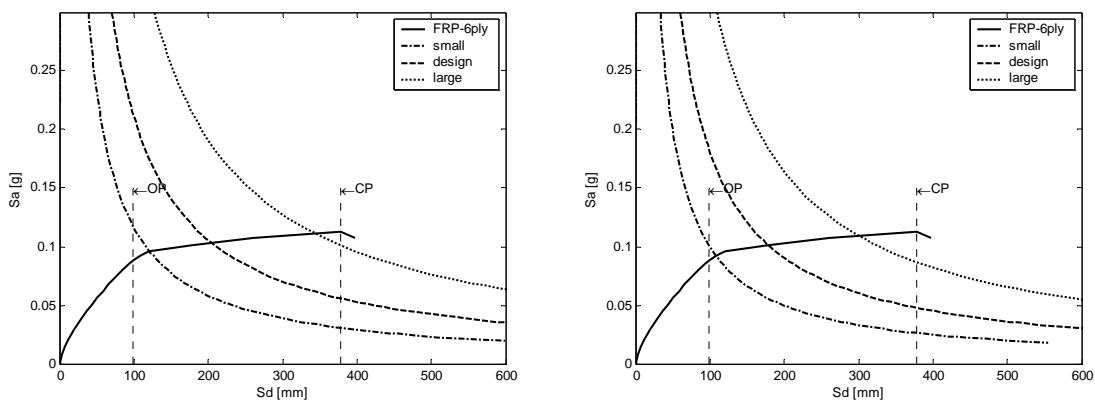 FRP-6ply
small
design
large
0.25
0.2
0.15
0.1
0.05
0
Sa [g]
←OP
←CP
0 100 200 300 400 500 600
Sd [mm]
FRP-6ply
small
design
large
0.25
0.2
0.15
0.1
0.05
0
Sa [g]
←OP
←CP
0 100 200 300 400 500 600
Sd [mm]